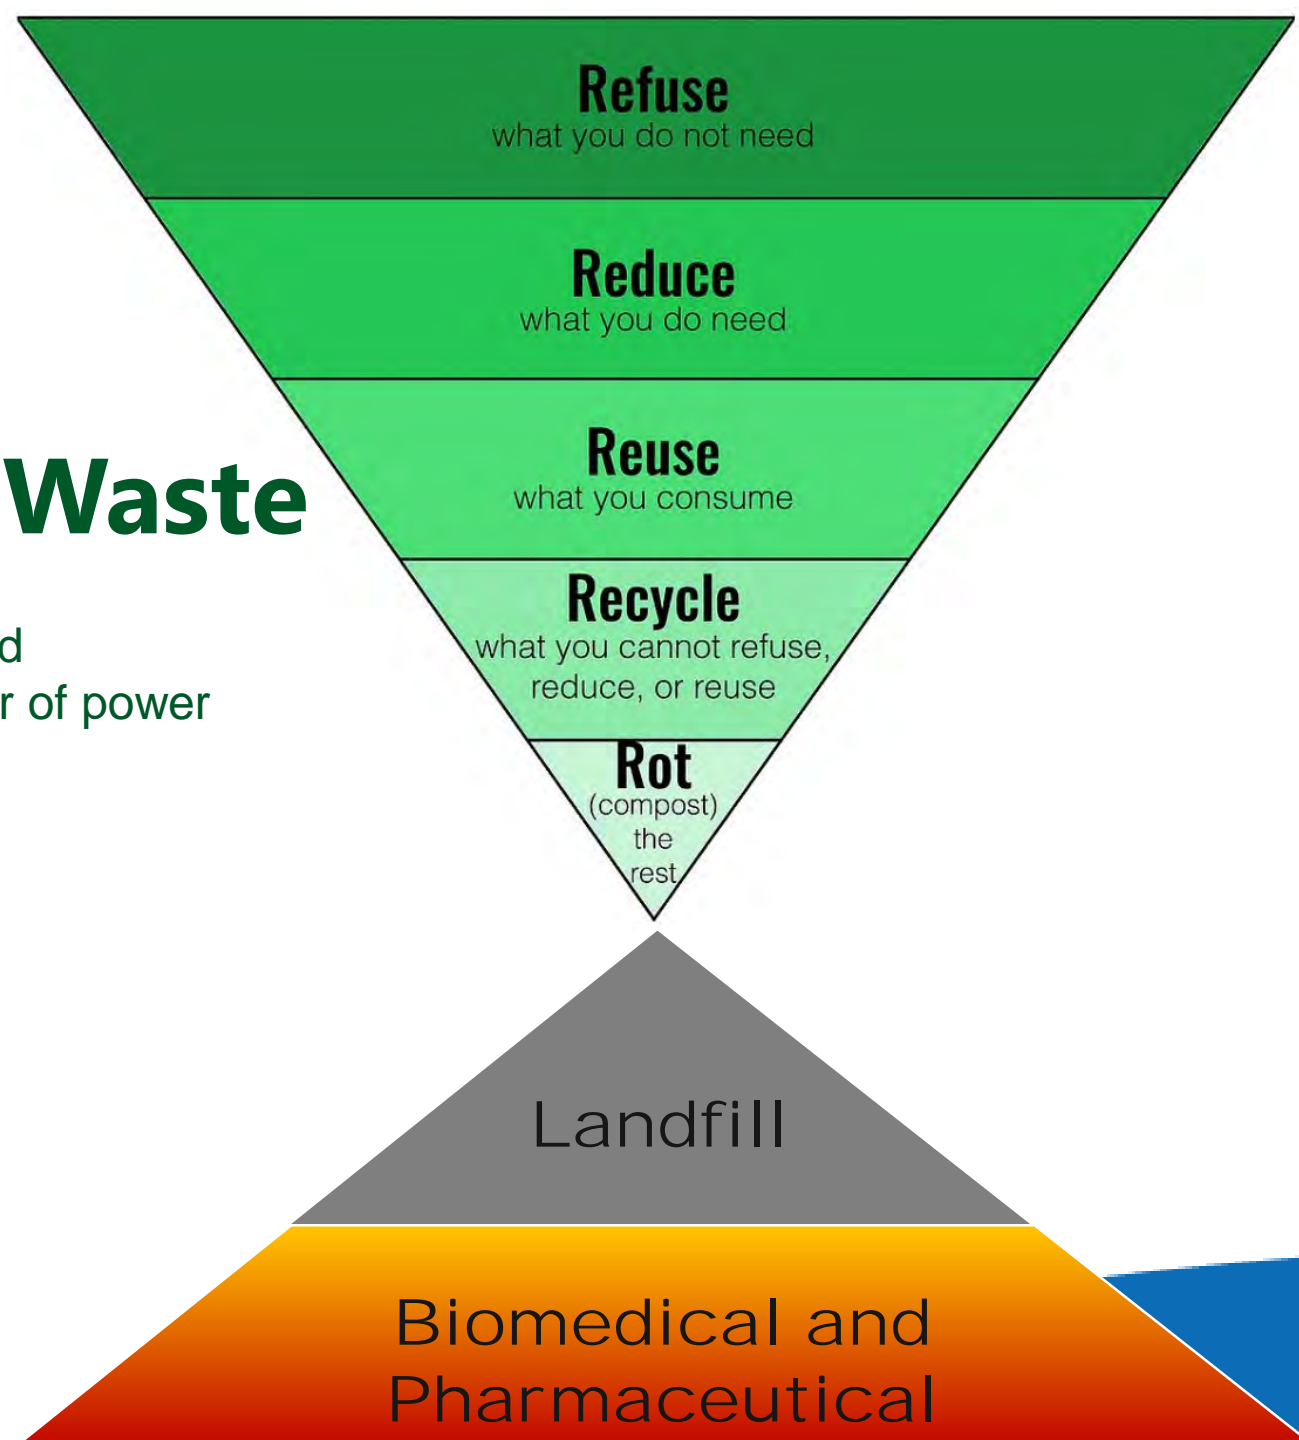 Refuse
what you do not need
Reduce
what you do need
Reuse
what you consume
Waste
Recycle
what you cannot refuse,
reduce, or reuse
d
r of power
Rot
(compost)
the
rest
Landfill
Biomedical and
Pharmaceutical